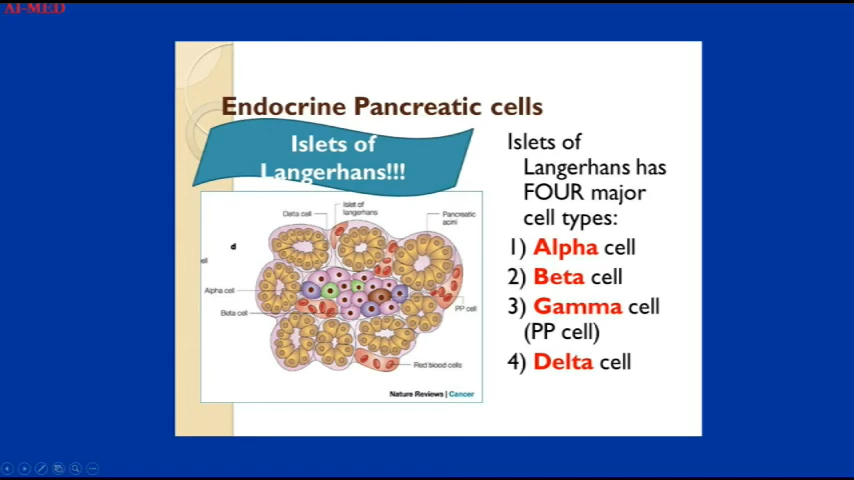 AI-MED
Endocrine Pancreatic cells
Islets of
Langerhans!!!
Islets of
Langerhans has
FOUR major
cell types:
1) Alpha cell
2) Beta cell
3) Gamma cell
(PP cell)
4) Delta cell
d
ell
Delta cell
Islet of
langerhans
Pancreatic
acini
Alpha cell
Beta cell
PP cell
Red blood cells
Nature Reviews | Cancer